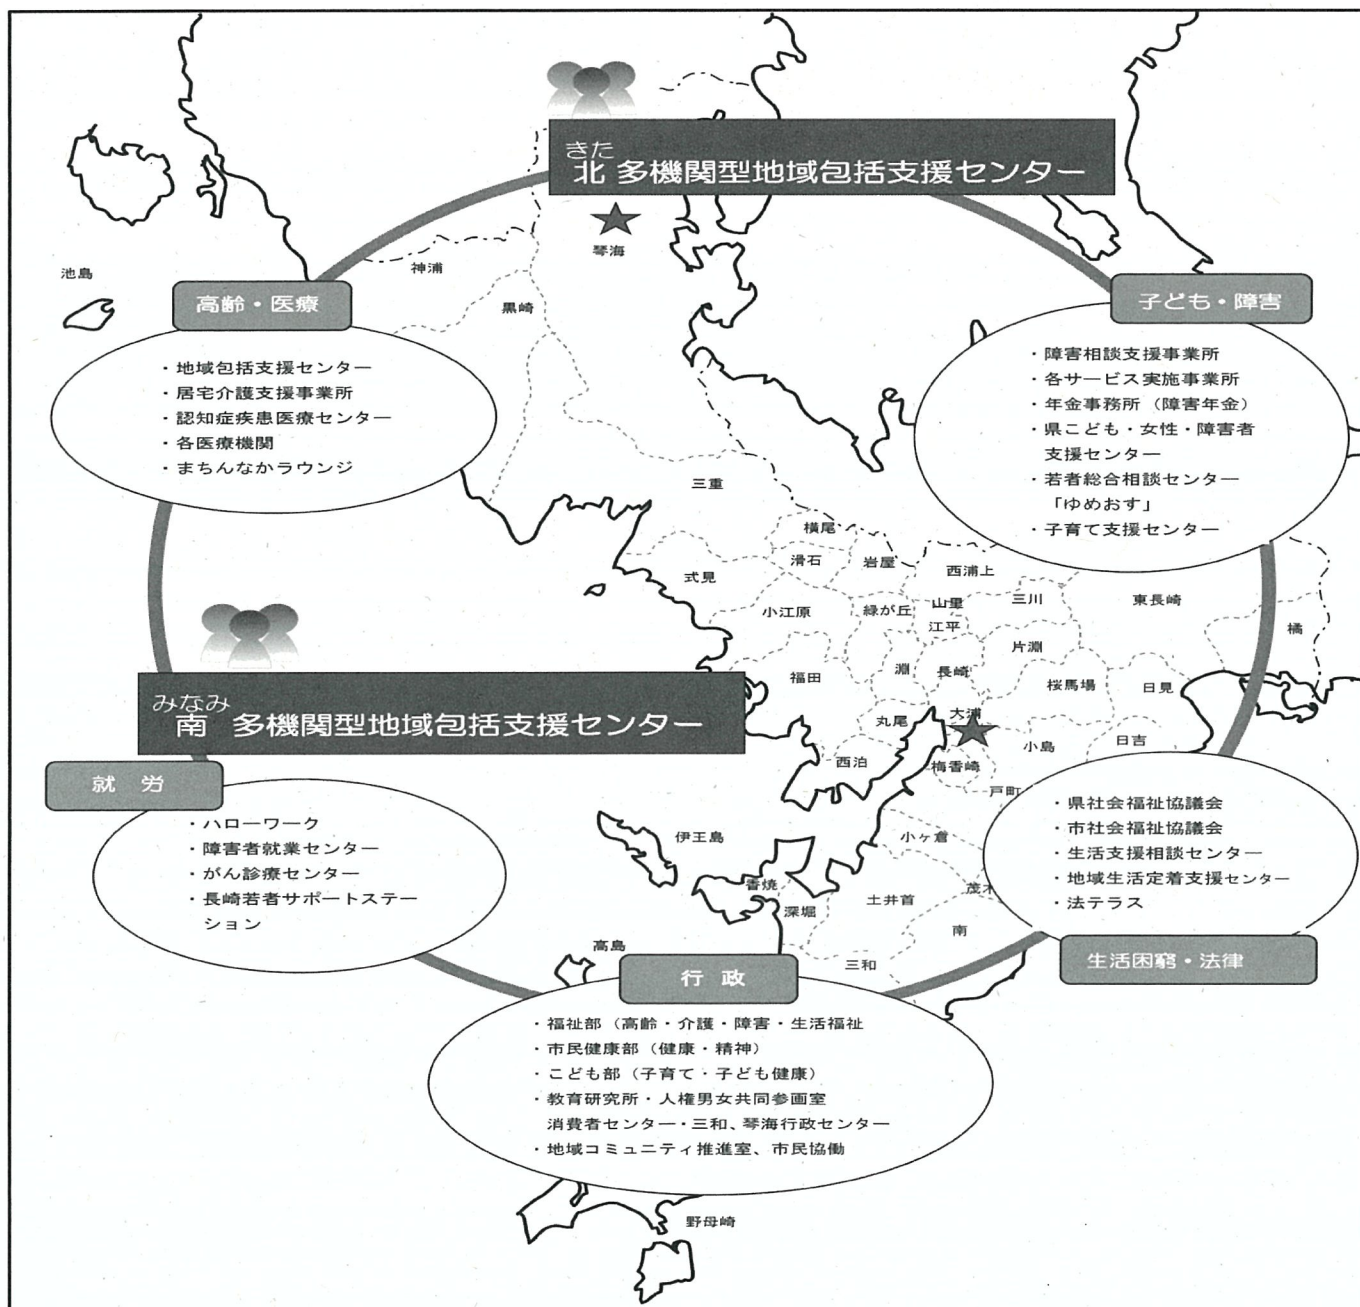 きた
北 多機関型地域包括支援センター
琴海
神浦
池島
黒崎
高齢・医療
・地域包括支援センター
・居宅介護支援事業所
・認知症疾患医療センター
・各医療機関
・まちんなかラウンジ
子ども・障害
・障害相談支援事業所
・各サービス実施事業所
・年金事務所（障害年金）
・県こども・女性・障害者
支援センター
・若者総合相談センター
「ゆめおす」
・子育て支援センター
三重
横尾
滑石
岩屋
西浦上
式見
小江原
緑が丘
山里
三川
東長崎
江平
橘
片淵
福田
淵
長崎
桜馬場
日見
みなみ
南 多機関型地域包括支援センター
丸尾
大浦
小島
日吉
西泊
梅香崎
戸町
就 労
・ハローワーク
・障害者就業センター
・がん診療センター
・長崎若者サポートステー
ション
伊王島
小ヶ倉
香焼
深堀
土井首
茂木
南
三和
高島
・県社会福祉協議会
・市社会福祉協議会
・生活支援相談センター
・地域生活定着支援センター
・法テラス
生活困窮・法律
行 政
・福祉部（高齢・介護・障害・生活福祉
・市民健康部（健康・精神）
・こども部（子育て・子ども健康）
・教育研究所・人権男女共同参画室
消費者センター・三和、琴海行政センター
・地域コミュニティ推進室、市民協働
野母崎